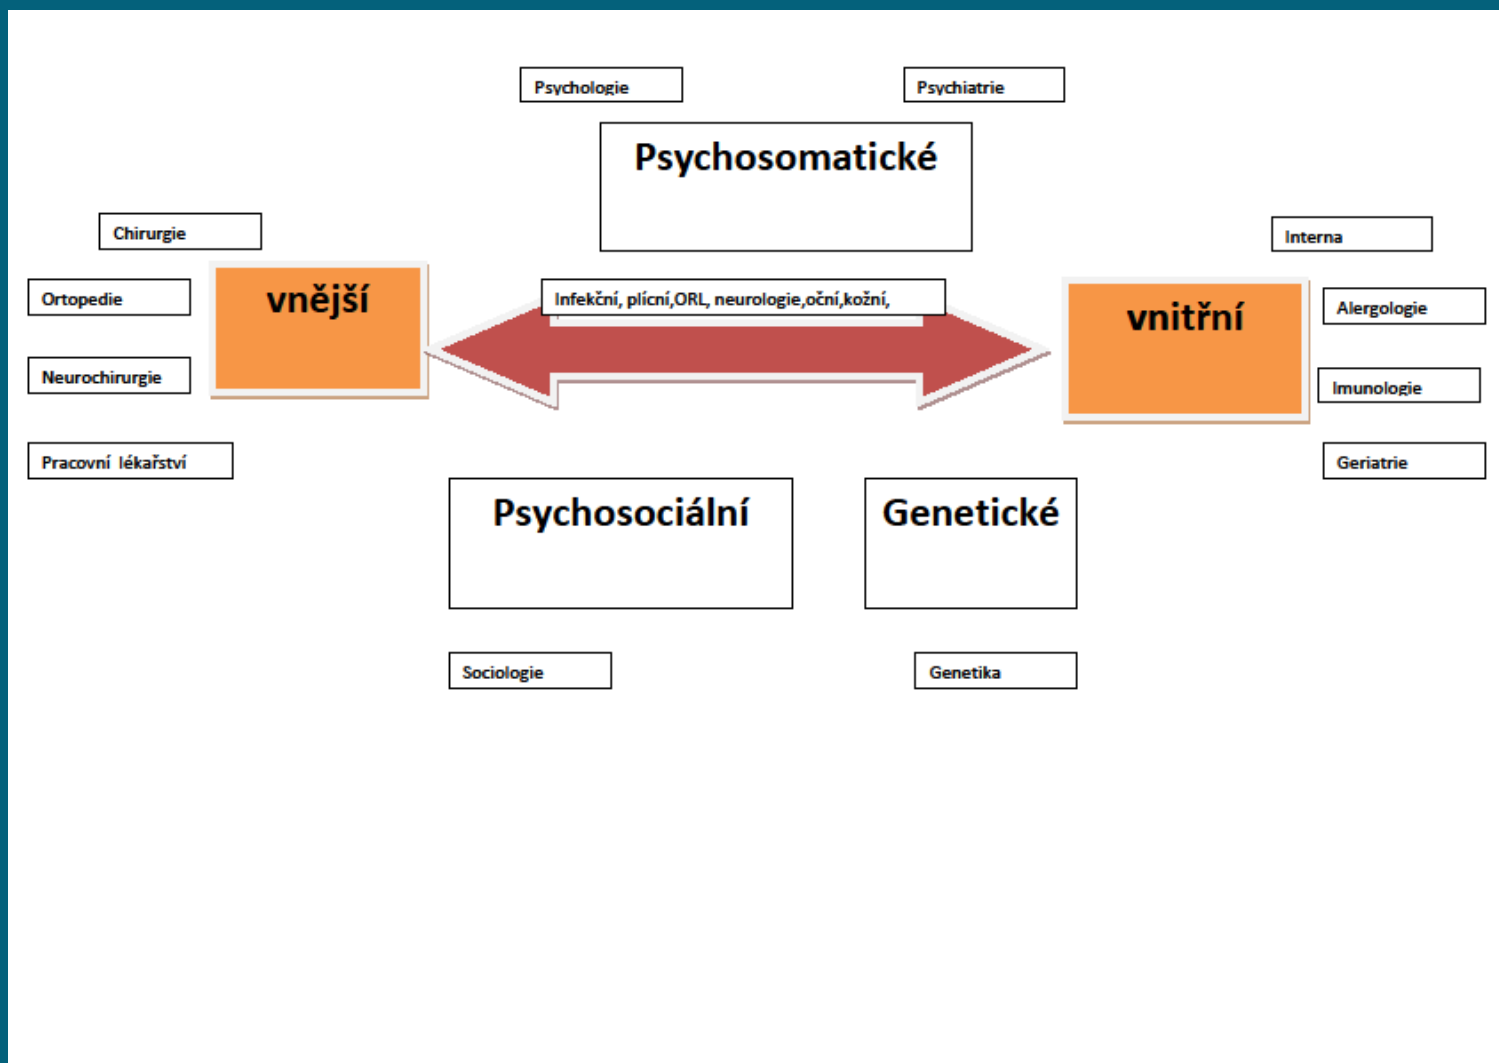 Psychologie
Psychiatrie
Psychosomatické
Chirurgie
Interna
Ortopedie
vnější
Infekční, plícní,ORL, neurologie,oční,kožní,
vnitřní
Alergologie
Neurochirurgie
Imunologie
Pracovní lékařství
Geriatrie
Psychosociální
Genetické
Sociologie
Genetika